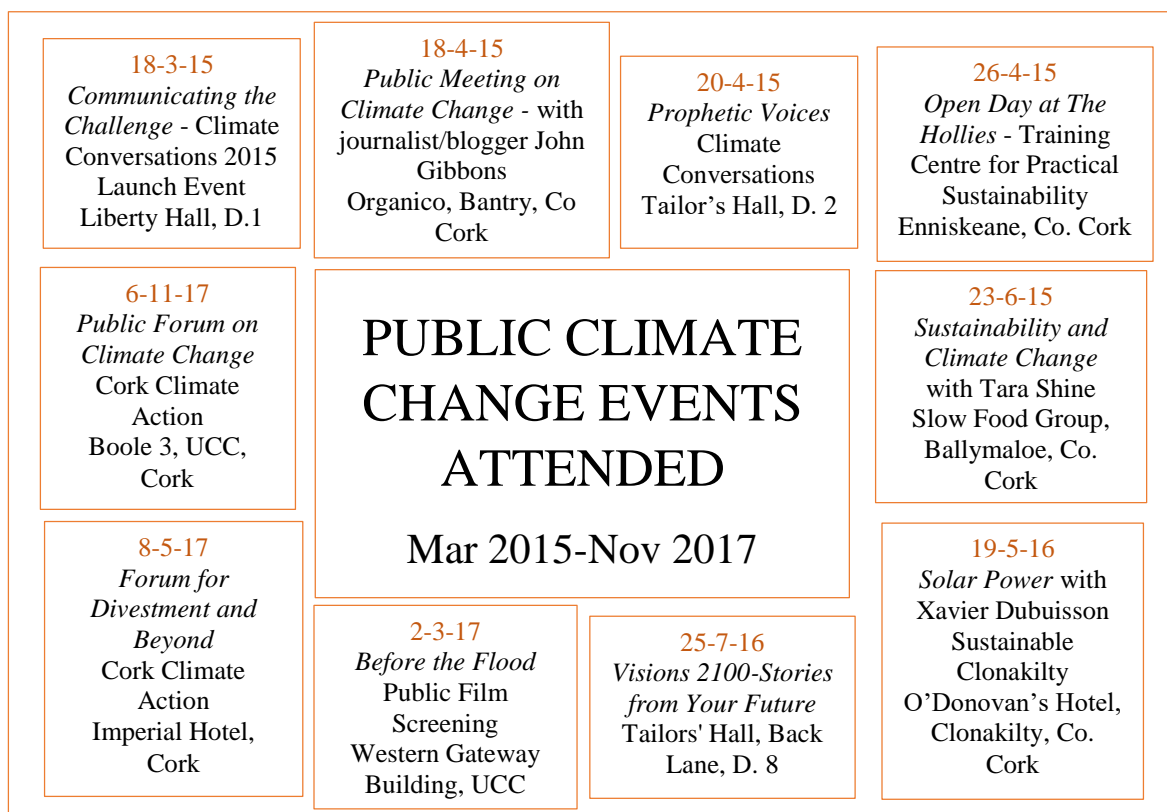 18-3-15
Communicating the
Challenge - Climate
Conversations 2015
Launch Event
Liberty Hall, D.1
18-4-15
Public Meeting on
Climate Change - with
journalist/blogger John
Gibbons
Organico, Bantry, Co
Cork
20-4-15
Prophetic Voices
Climate
Conversations
Tailor’s Hall, D. 2
26-4-15
Open Day at The
Hollies - Training
Centre for Practical
Sustainability
Enniskeane, Co. Cork
6-11-17
Public Forum on
Climate Change
Cork Climate
Action
Boole 3, UCC,
Cork
PUBLIC CLIMATE
CHANGE EVENTS
ATTENDED
Mar 2015-Nov 2017
23-6-15
Sustainability and
Climate Change
with Tara Shine
Slow Food Group,
Ballymaloe, Co.
Cork
8-5-17
Forum for
Divestment and
Beyond
Cork Climate
Action
Imperial Hotel,
Cork
2-3-17
Before the Flood
Public Film
Screening
Western Gateway
Building, UCC
25-7-16
Visions 2100-Stories
from Your Future
Tailors' Hall, Back
Lane, D. 8
19-5-16
Solar Power with
Xavier Dubuisson
Sustainable
Clonakilty
O’Donovan’s Hotel,
Clonakilty, Co.
Cork